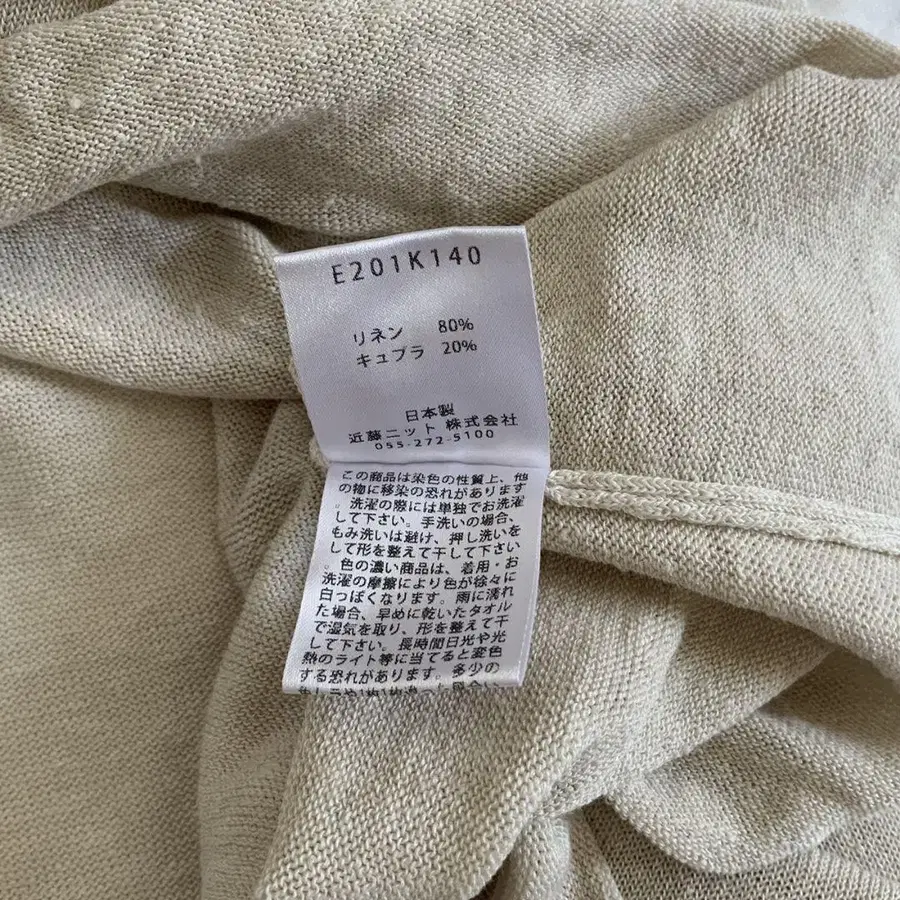 E201K140
リネン 80%
キュプラ 20%
日本製
近藤ニット 株式会社
055-272-5100
この商品は染色の性質上、他
の物に移染の恐れがあります
。洗濯の際には単独でお洗濯
して下さい。手洗いの場合、
もみ洗いは避け、押し洗いを
して形を整えて干して下さい
。色の濃い商品は、着用・お
洗濯の摩擦により色が徐々に
白っぽくなります。雨に濡れ
た場合、早めに乾いたタオル
で湿気を取り、形を整えて干
して下さい。長時間日光や光
熱のライト等に当てると変色
する恐れがあります。多少の